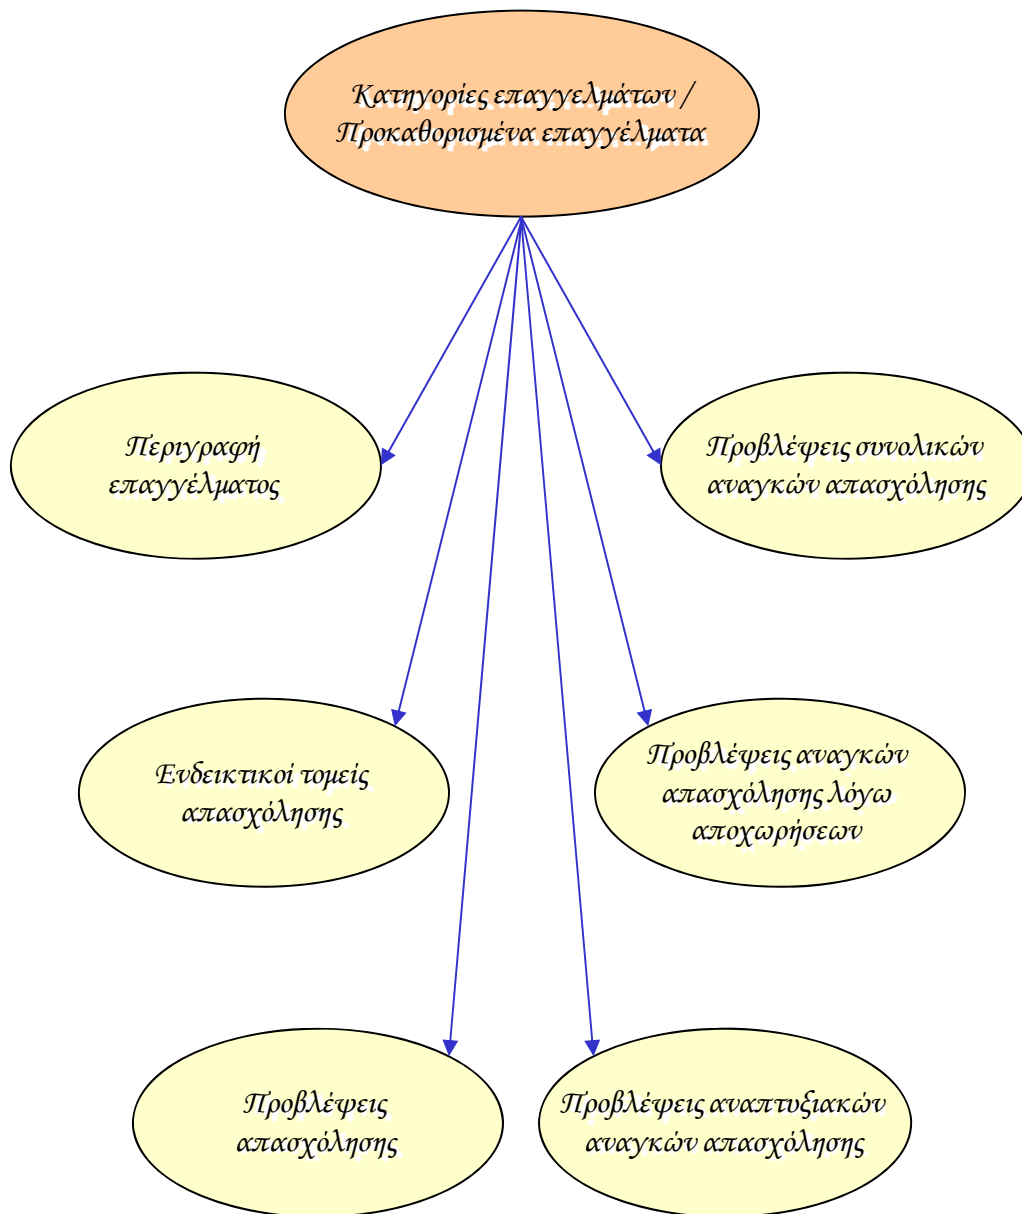 Κατηγορίες επαγγελμάτων /
Προκαθορισμένα επαγγέλματα
Περιγραφή
επαγγέλματος
Προβλέψεις συνολικών
αναγκών απασχόλησης
Ενδεικτικοί τομείς
απασχόλησης
Προβλέψεις αναγκών
απασχόλησης λόγω
αποχωρήσεων
Προβλέψεις
απασχόλησης
Προβλέψεις αναπτυξιακών
αναγκών απασχόλησης